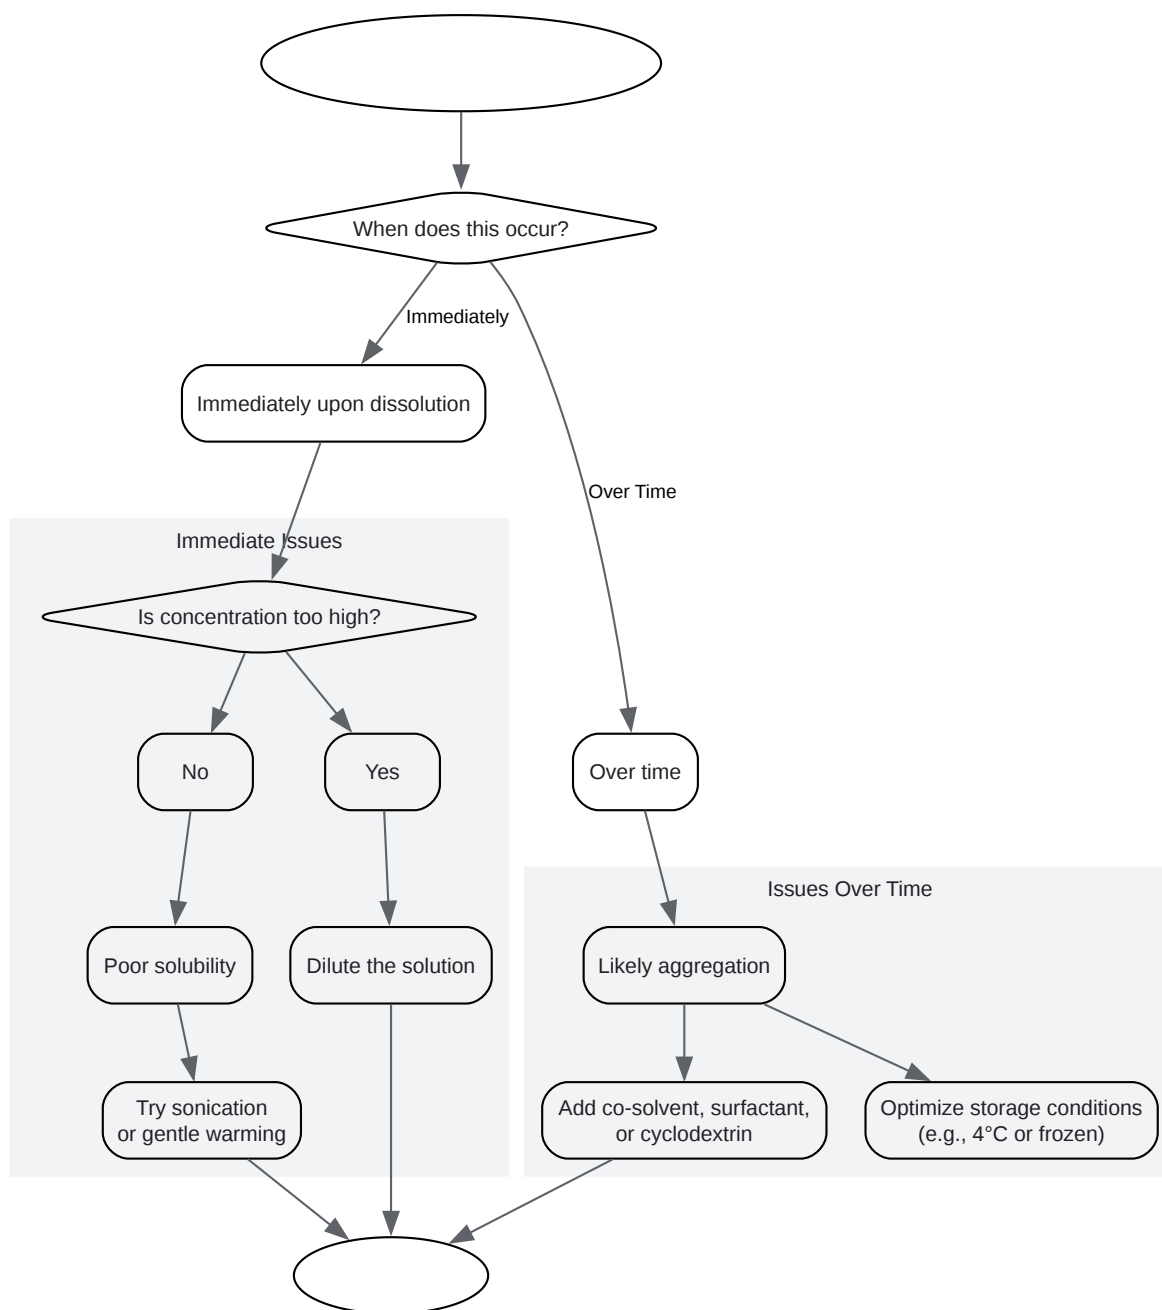 When does this occur?
Immediately
Immediately upon dissolution
Over Time
Immediate Issues
Is concentration too high?
No
Yes
Over time
Issues Over Time
Poor solubility
Dilute the solution
Likely aggregation
Try sonication
or gentle warming
Add co-solvent, surfactant,
or cyclodextrin
Optimize storage conditions
(e.g., 4°C or frozen)